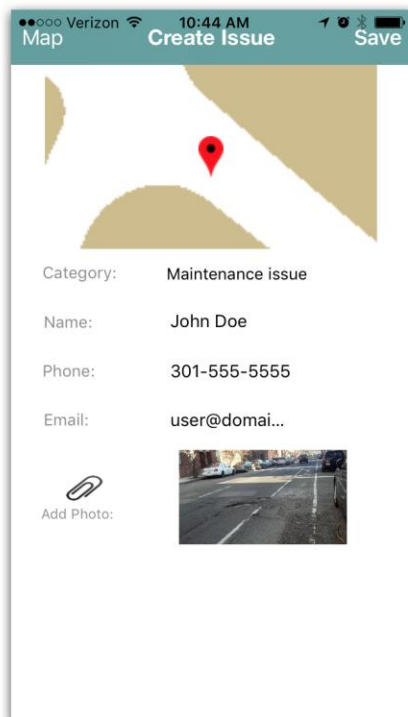 Verizon 10:44 AM
Map Create Issue Save
Category: Maintenance issue
Name: John Doe
Phone: 301-555-5555
Email: user@domai...
Add Photo: